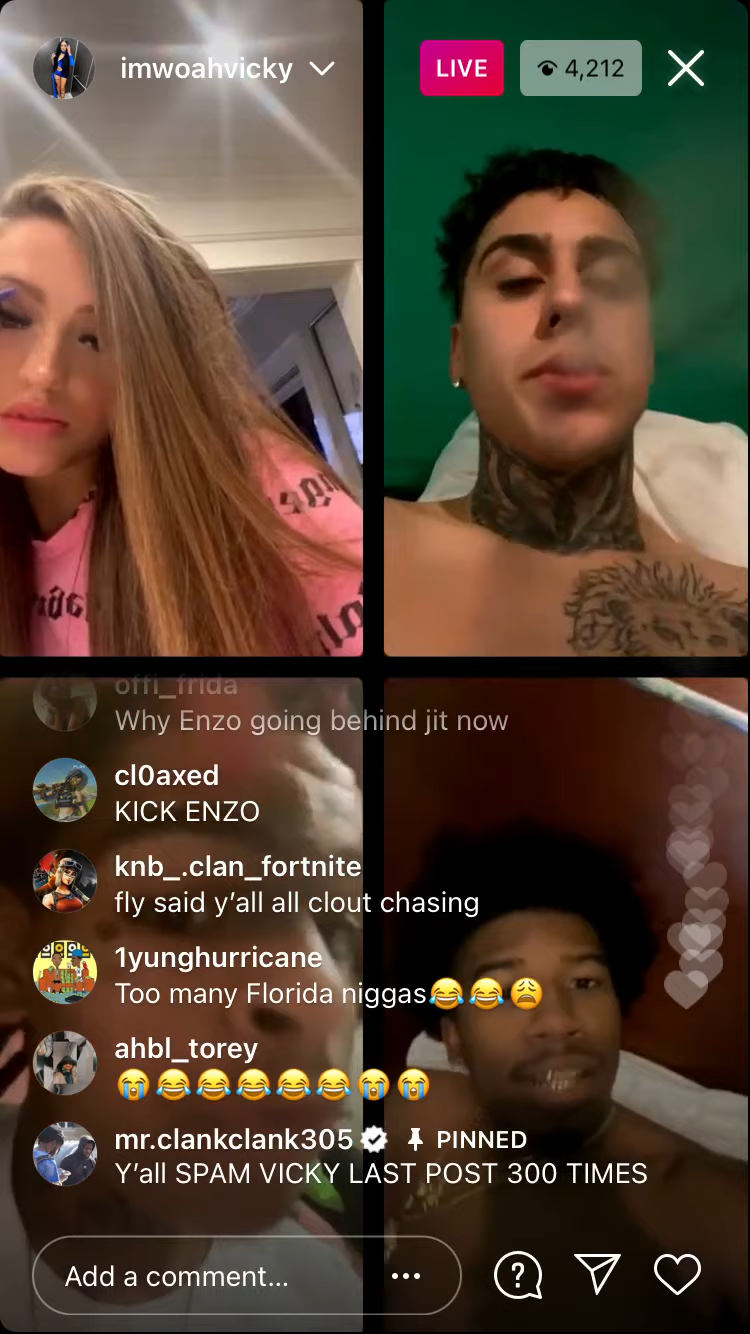 imwoahvicky
LIVE
4,212
offi_frida
Why Enzo going behind jit now
cl0axed
KICK ENZO
knb_.clan_fortnite
fly said y'all all clout chasing
1yunghurricane
Too many Florida niggas😂😂😩
ahbl_torey
😭😂😂😂😂😂😭😭
mr.clankclank305 PINNED
Y'all SPAM VICKY LAST POST 300 TIMES
Add a comment...